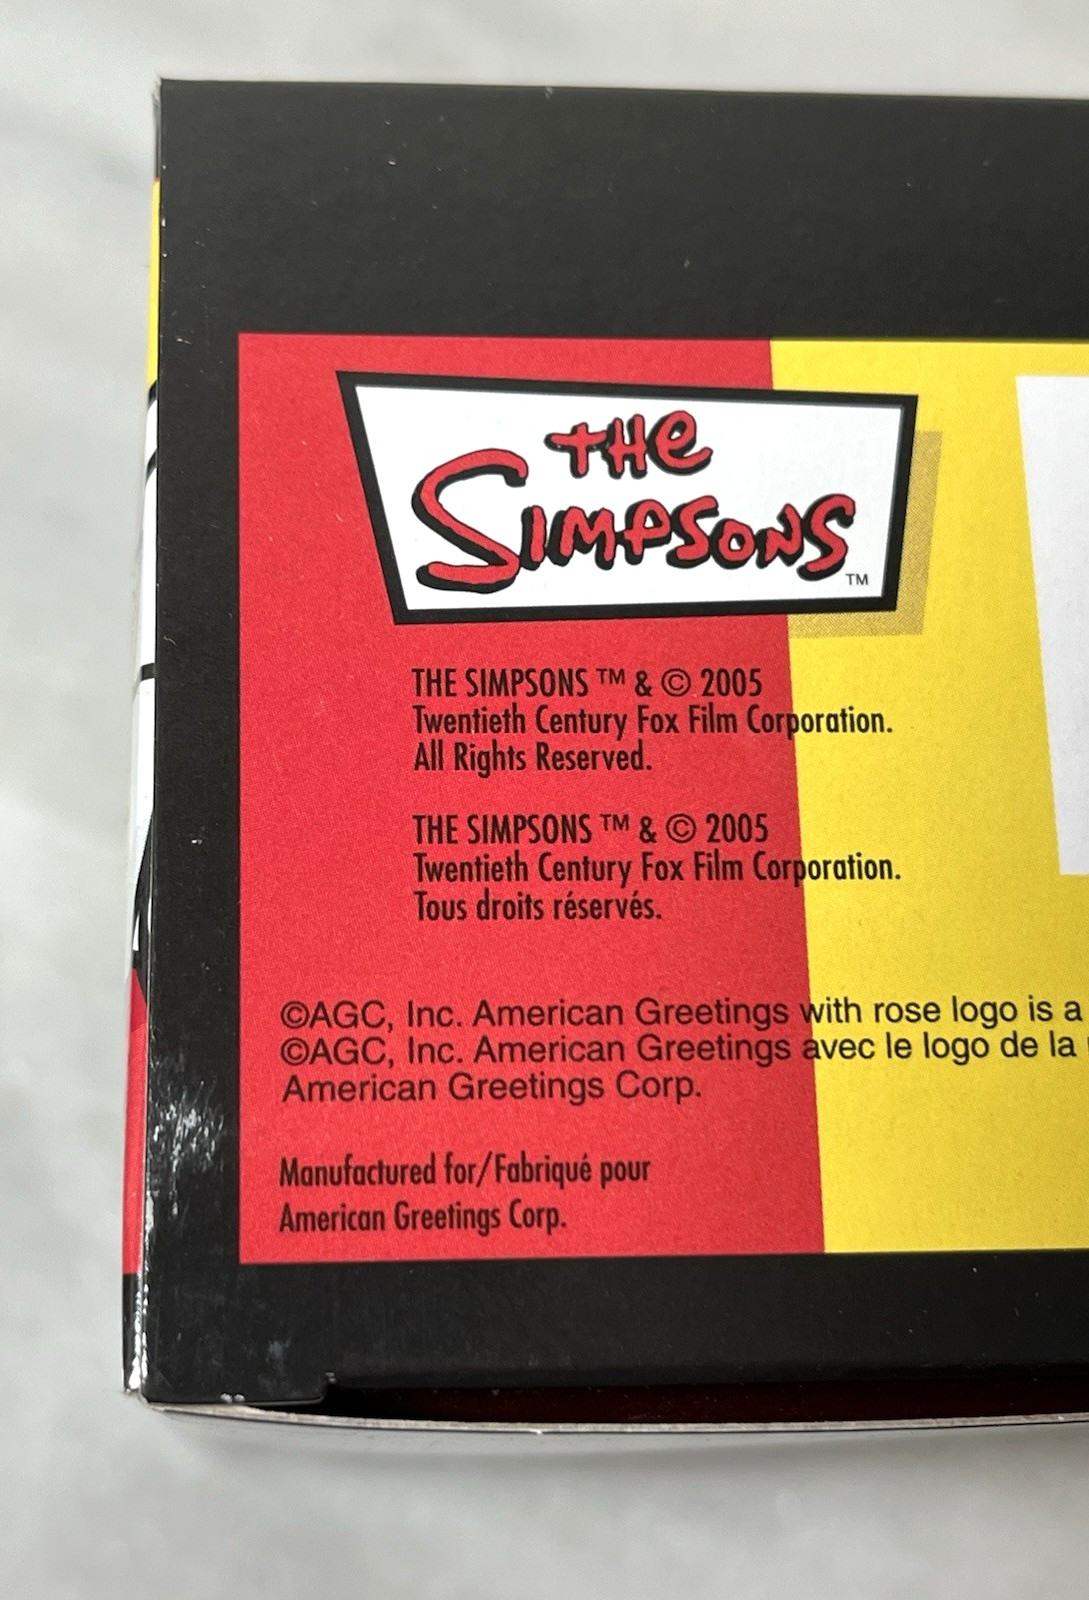 THE
SIMPSONS
TM
THE SIMPSONS ™ & © 2005
Twentieth Century Fox Film Corporation.
All Rights Reserved.
THE SIMPSONS ™ & © 2005
Twentieth Century Fox Film Corporation.
Tous droits réservés.
©AGC, Inc. American Greetings with rose logo is a
©AGC, Inc. American Greetings avec le logo de la
American Greetings Corp.
Manufactured for/Fabriqué pour
American Greetings Corp.